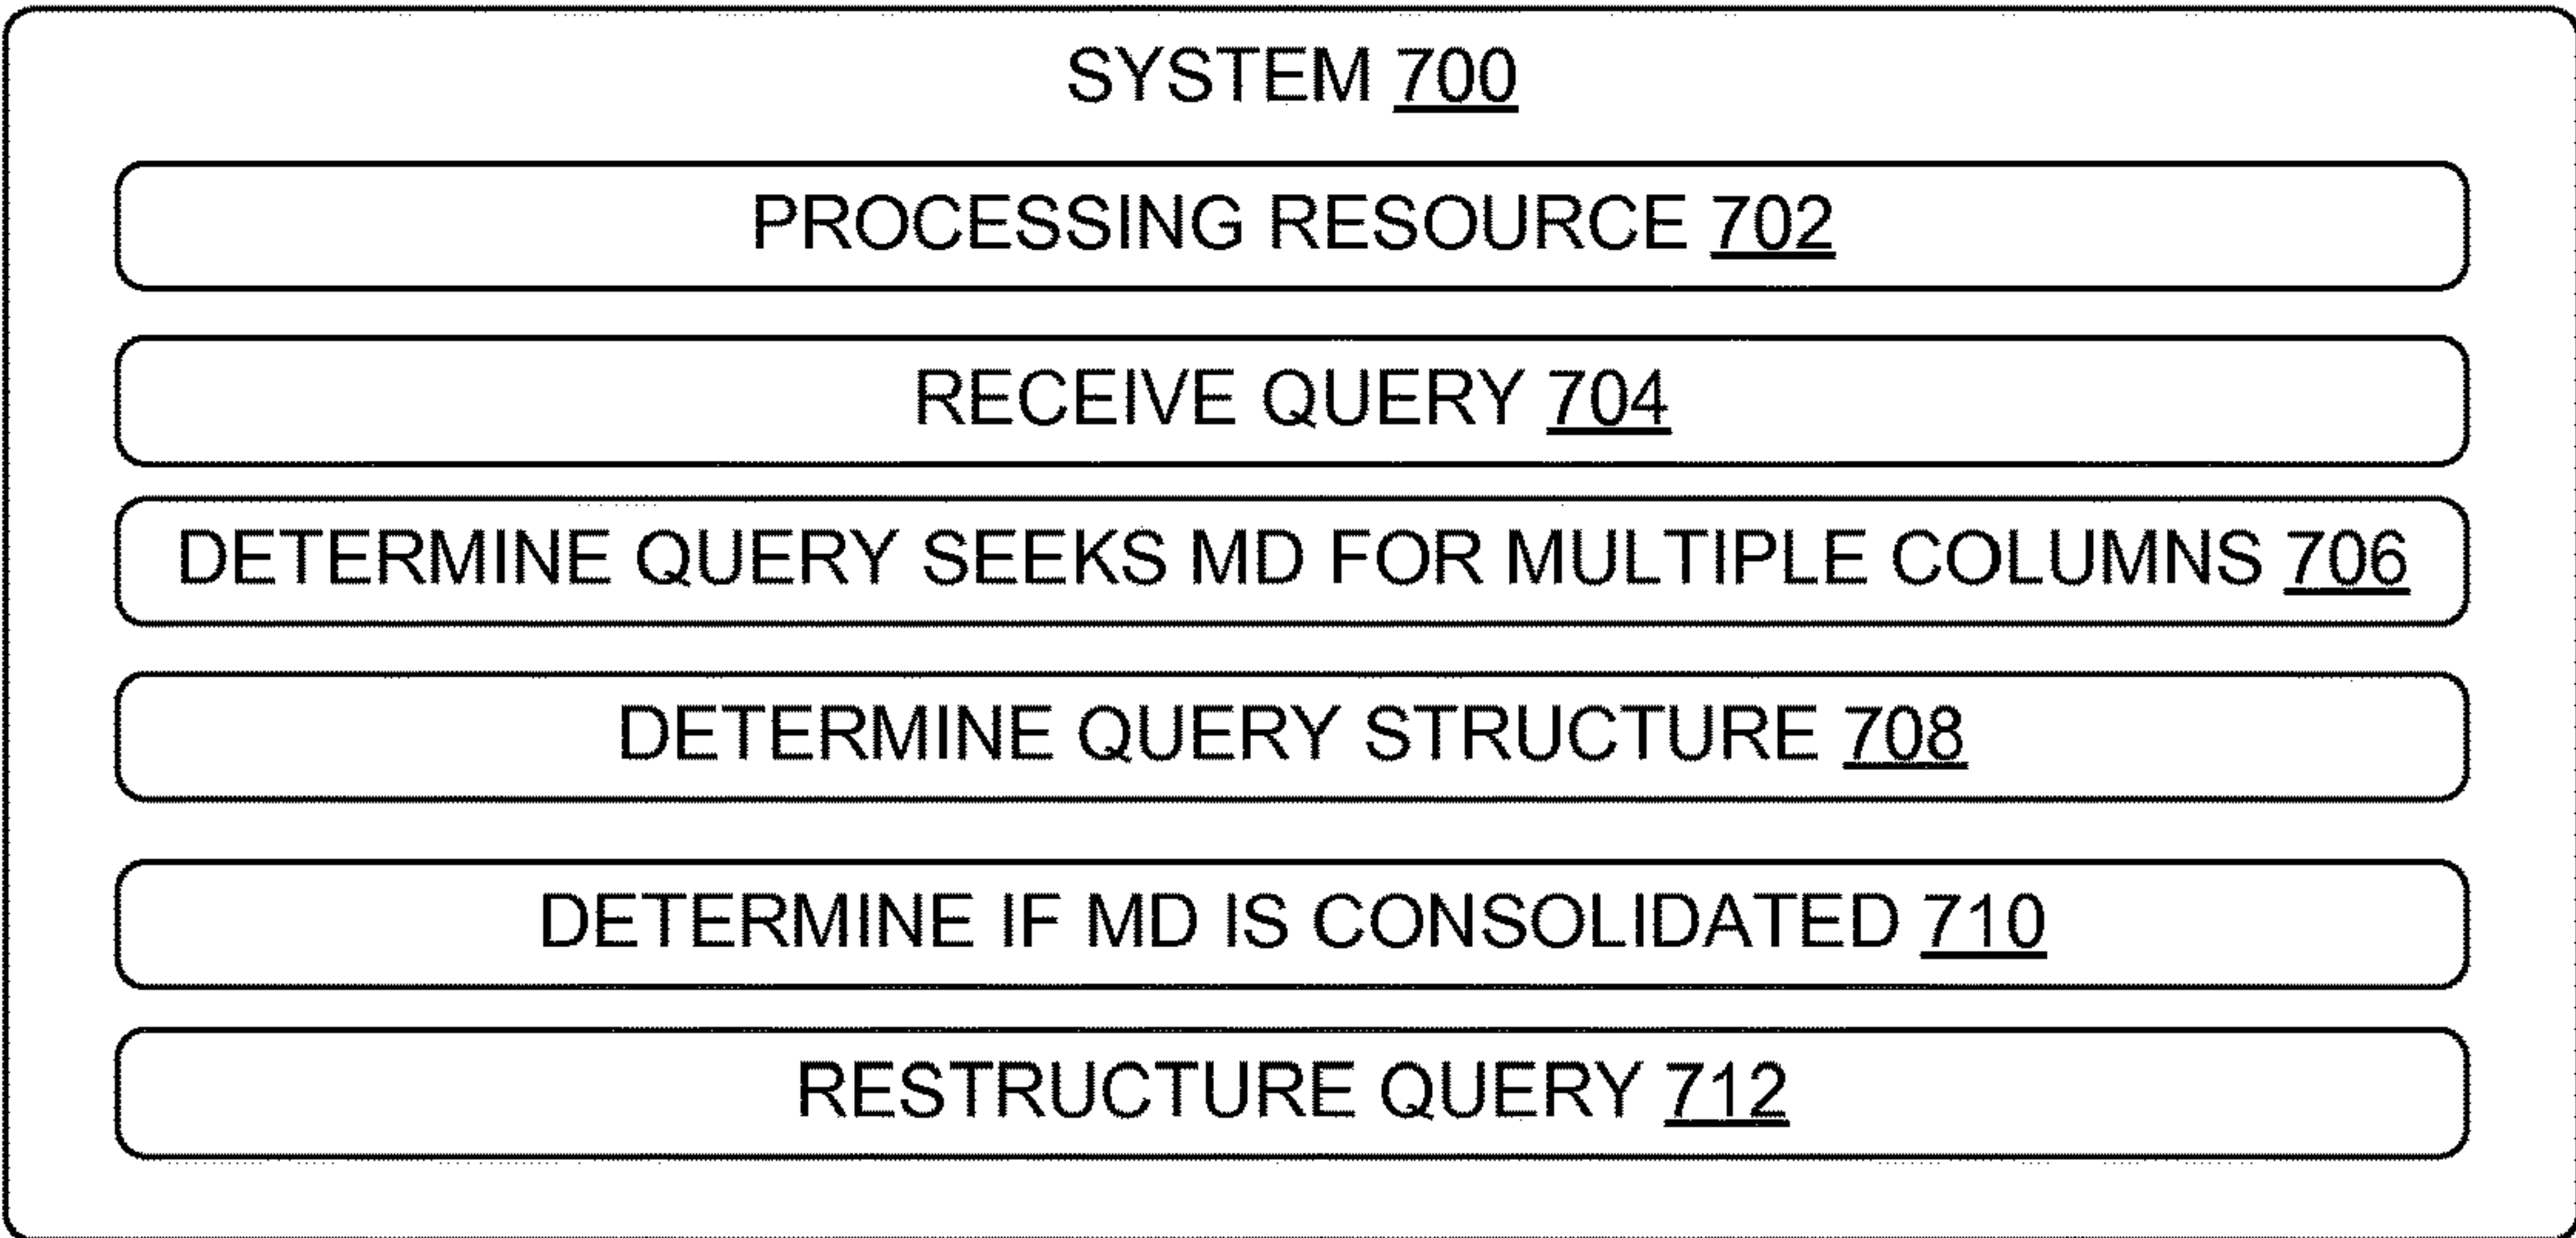 SYSTEM 700
PROCESSING RESOURCE 702
RECEIVE QUERY 704
DETERMINE QUERY SEEKS MD FOR MULTIPLE COLUMNS 706
DETERMINE QUERY STRUCTURE 708
DETERMINE IF MD IS CONSOLIDATED 710
RESTRUCTURE QUERY 712